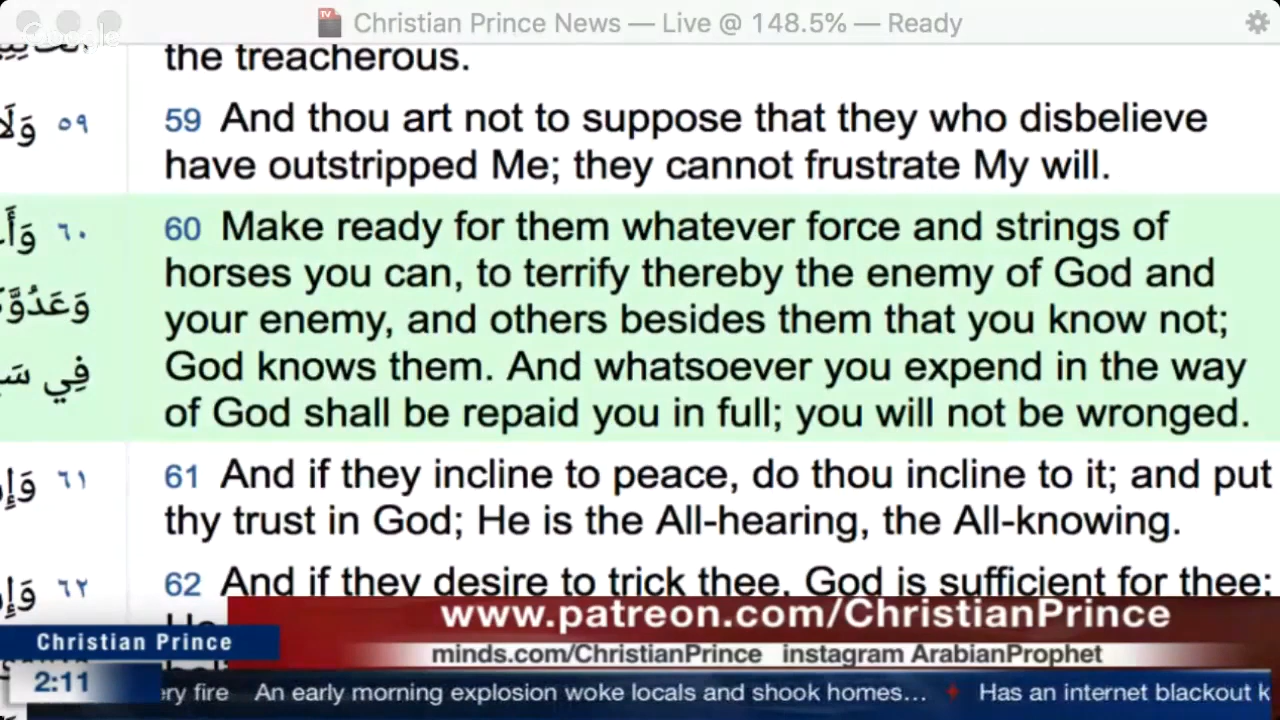 Christian Prince News — Live @ 148.5% — Ready
Google
the treacherous.
٥٩
59 And thou art not to suppose that they who disbelieve
have outstripped Me; they cannot frustrate My will.
٦٠
60 Make ready for them whatever force and strings of
horses you can, to terrify thereby the enemy of God and
وَعَدُوَّكُ
your enemy, and others besides them that you know not;
فِي سَ
God knows them. And whatsoever you expend in the way
of God shall be repaid you in full; you will not be wronged.
٦١
61 And if they incline to peace, do thou incline to it; and put
thy trust in God; He is the All-hearing, the All-knowing.
٦٢
62 And if they desire to trick thee, God is sufficient for thee;
He
www.patreon.com/ChristianPrince
Christian Prince
minds.com/ChristianPrince instagram ArabianProphet
2:11
ery fire An early morning explosion woke locals and shook homes... Has an internet blackout k